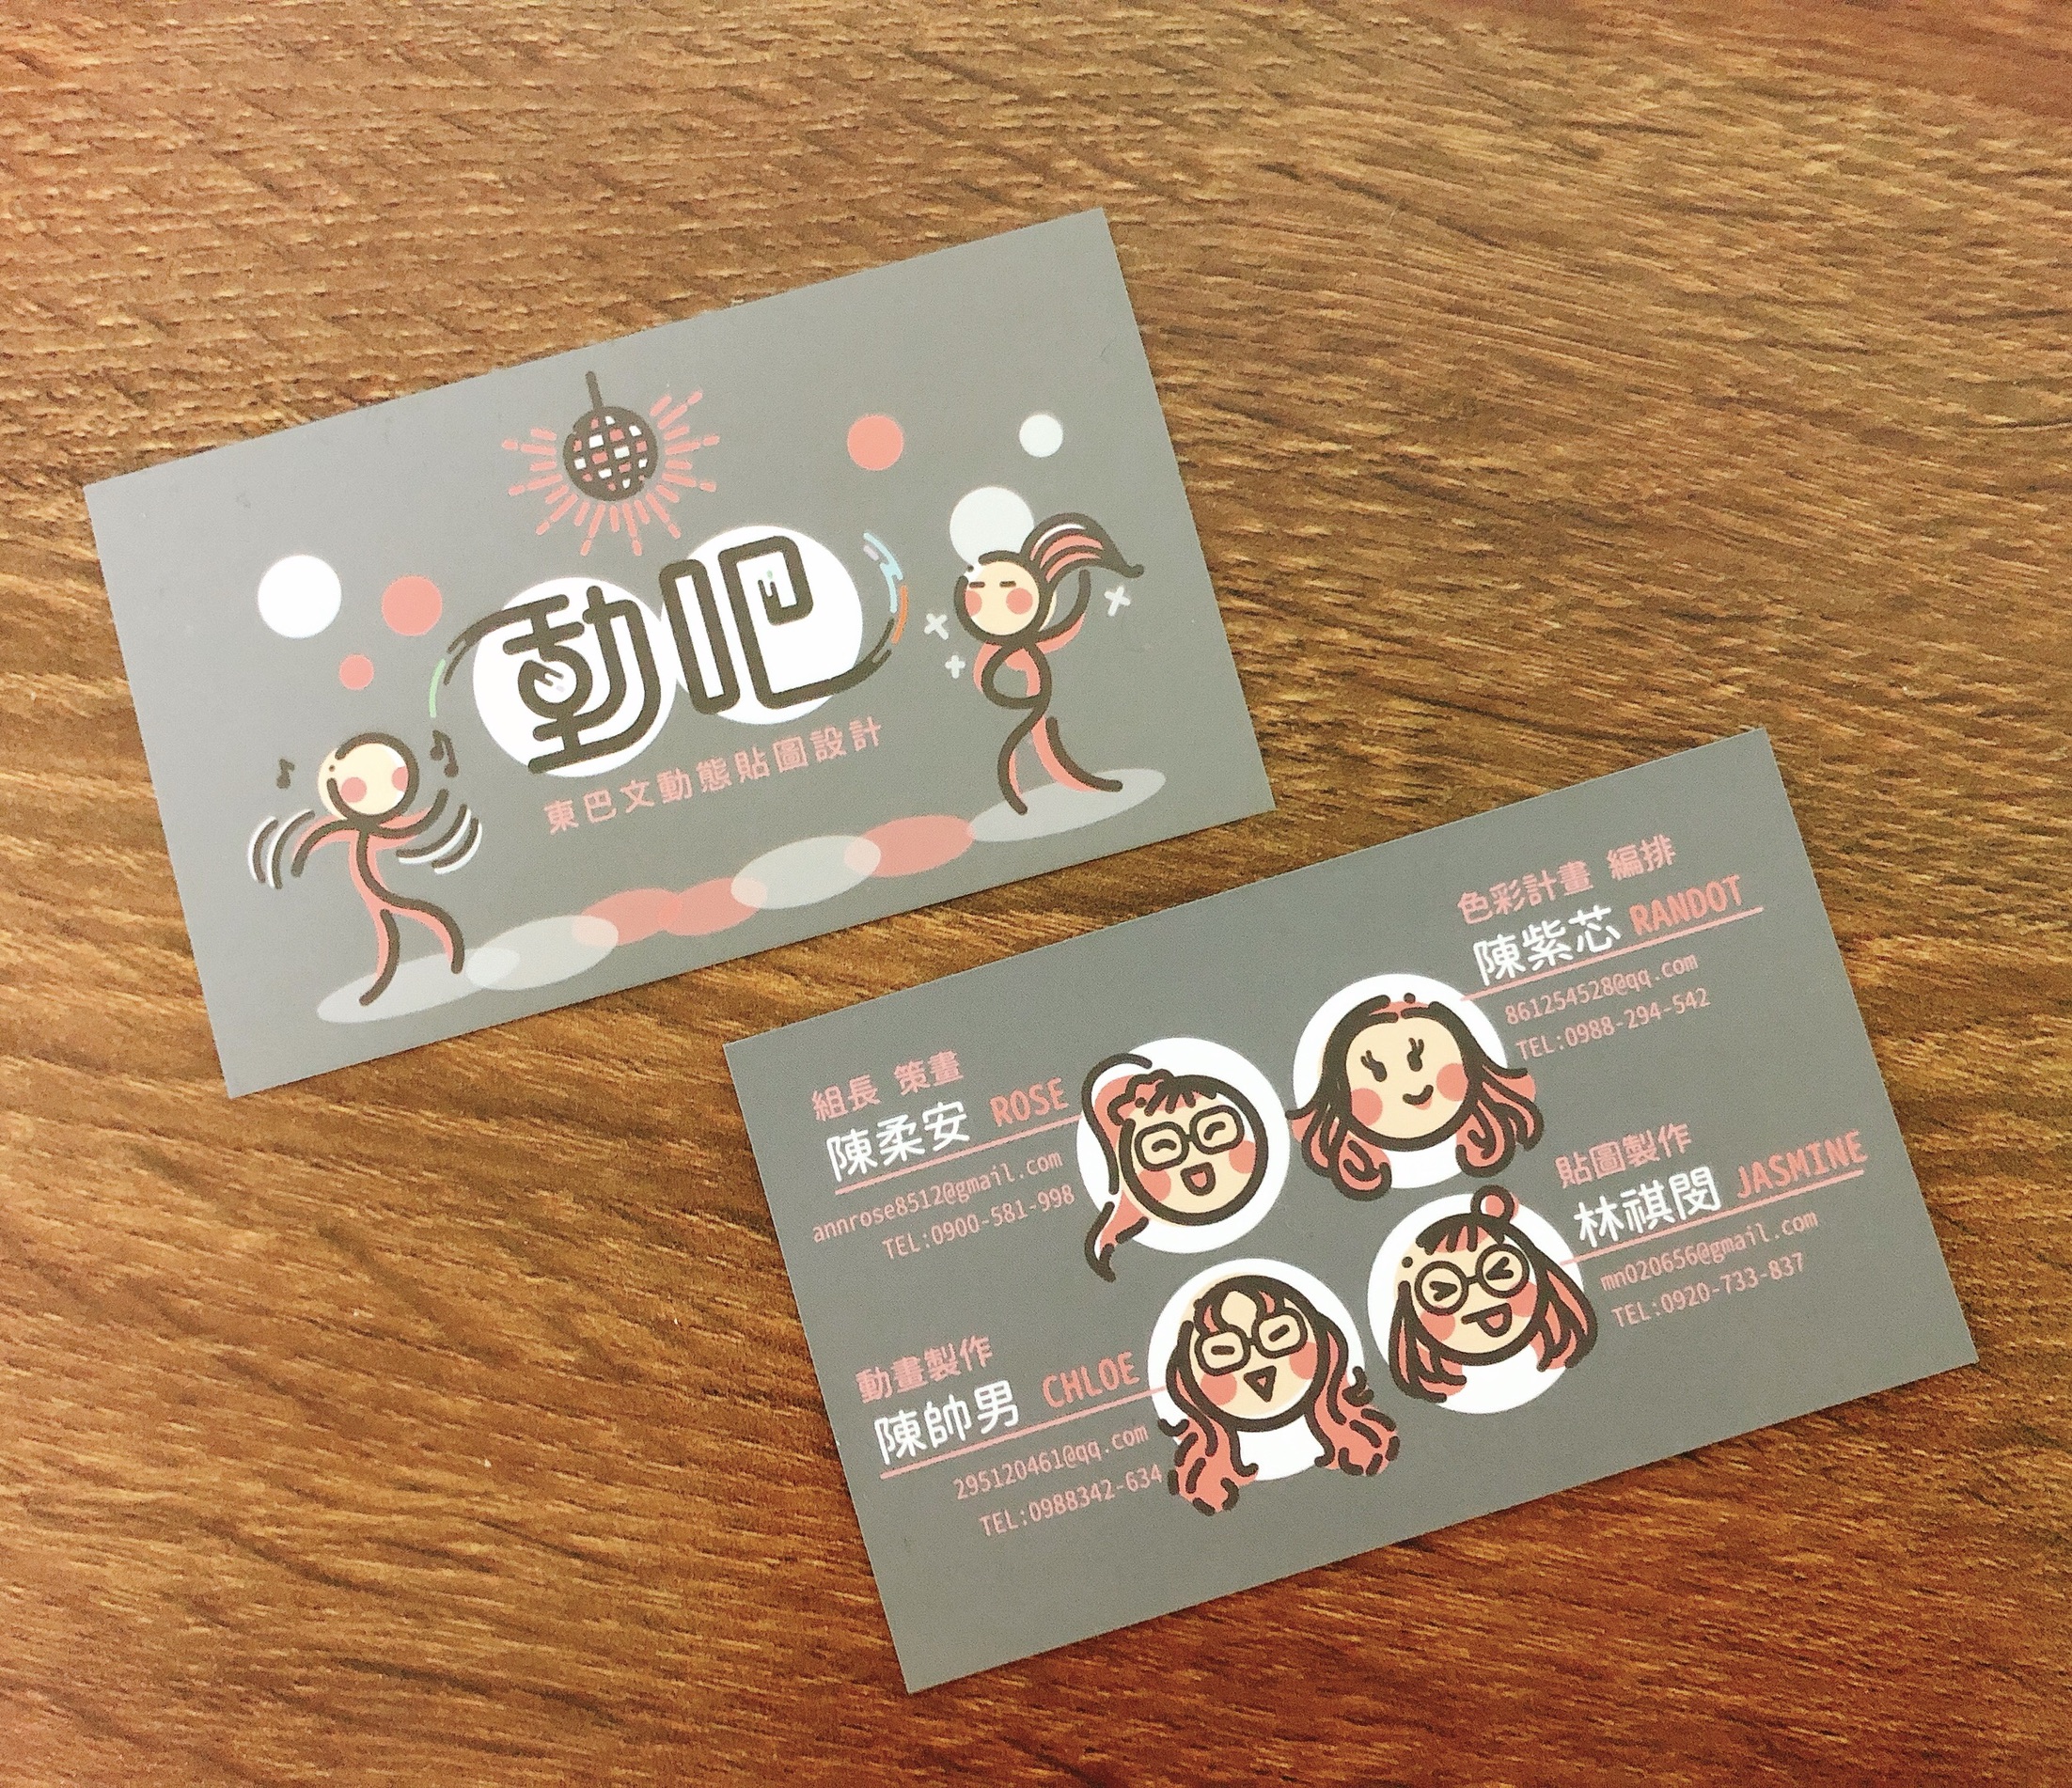 動吧
東巴文動態貼圖設計
組長 策畫
陳柔安 ROSE
annrose8512@gmail.com
TEL:0900-581-998
色彩計畫 編排
陳紫芯 RANDOT
861254528@qq.com
TEL:0988-294-542
動畫製作
陳帥男 CHLOE
295120461@qq.com
TEL:0988342-634
貼圖製作
林祺閔 JASMINE
mn020656@gmail.com
TEL:0920-733-837